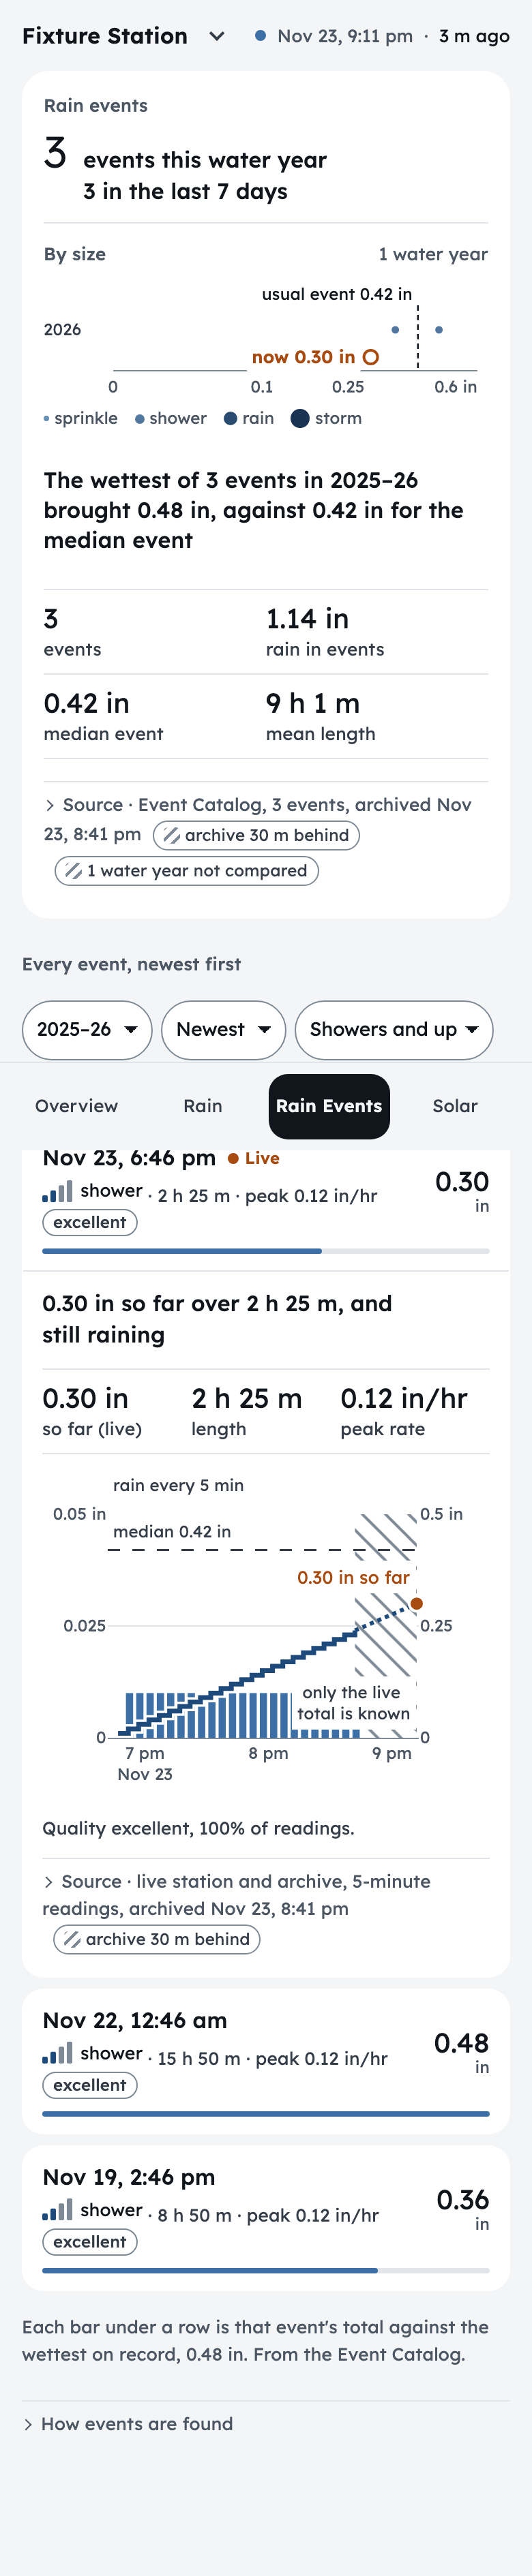 Fixture Station
Nov 23, 9:11 pm · 3 m ago
Rain events
3 events this water year
3 in the last 7 days
By size
1 water year
usual event 0.42 in
2026
now 0.30 in
0 0.1 0.25 0.6 in
sprinkle shower rain storm
The wettest of 3 events in 2025–26
brought 0.48 in, against 0.42 in for the
median event
3
events
1.14 in
rain in events
0.42 in
median event
9 h 1 m
mean length
Source · Event Catalog, 3 events, archived Nov
23, 8:41 pm archive 30 m behind
1 water year not compared
Every event, newest first
2025–26 Newest Showers and up
Overview Rain Rain Events Solar
Nov 23, 6:46 pm Live
shower · 2 h 25 m · peak 0.12 in/hr
excellent
0.30
in
0.30 in so far over 2 h 25 m, and
still raining
0.30 in
so far (live)
2 h 25 m
length
0.12 in/hr
peak rate
rain every 5 min
0.05 in
0.5 in
median 0.42 in
0.30 in so far
0.025
0.25
only the live
total is known
0
0
7 pm 8 pm 9 pm
Nov 23
Quality excellent, 100% of readings.
Source · live station and archive, 5-minute
readings, archived Nov 23, 8:41 pm
archive 30 m behind
Nov 22, 12:46 am
shower · 15 h 50 m · peak 0.12 in/hr
excellent
0.48
in
Nov 19, 2:46 pm
shower · 8 h 50 m · peak 0.12 in/hr
excellent
0.36
in
Each bar under a row is that event's total against the
wettest on record, 0.48 in. From the Event Catalog.
How events are found